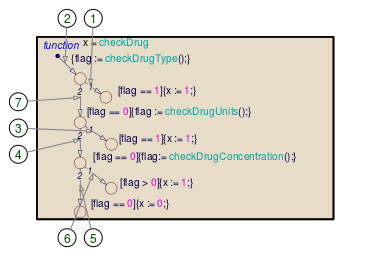 2 1
function x = checkDrug
{flag := checkDrugType();}
1
2 [flag == 1]{x := 1;}
7
[flag == 0]{flag := checkDrugUnits();}
3 1
2 [flag == 1]{x := 1;}
4
[flag == 0]{flag:= checkDrugConcentration();}
1
2 [flag > 0]{x := 1;}
[flag == 0]{x := 0;}
6 5